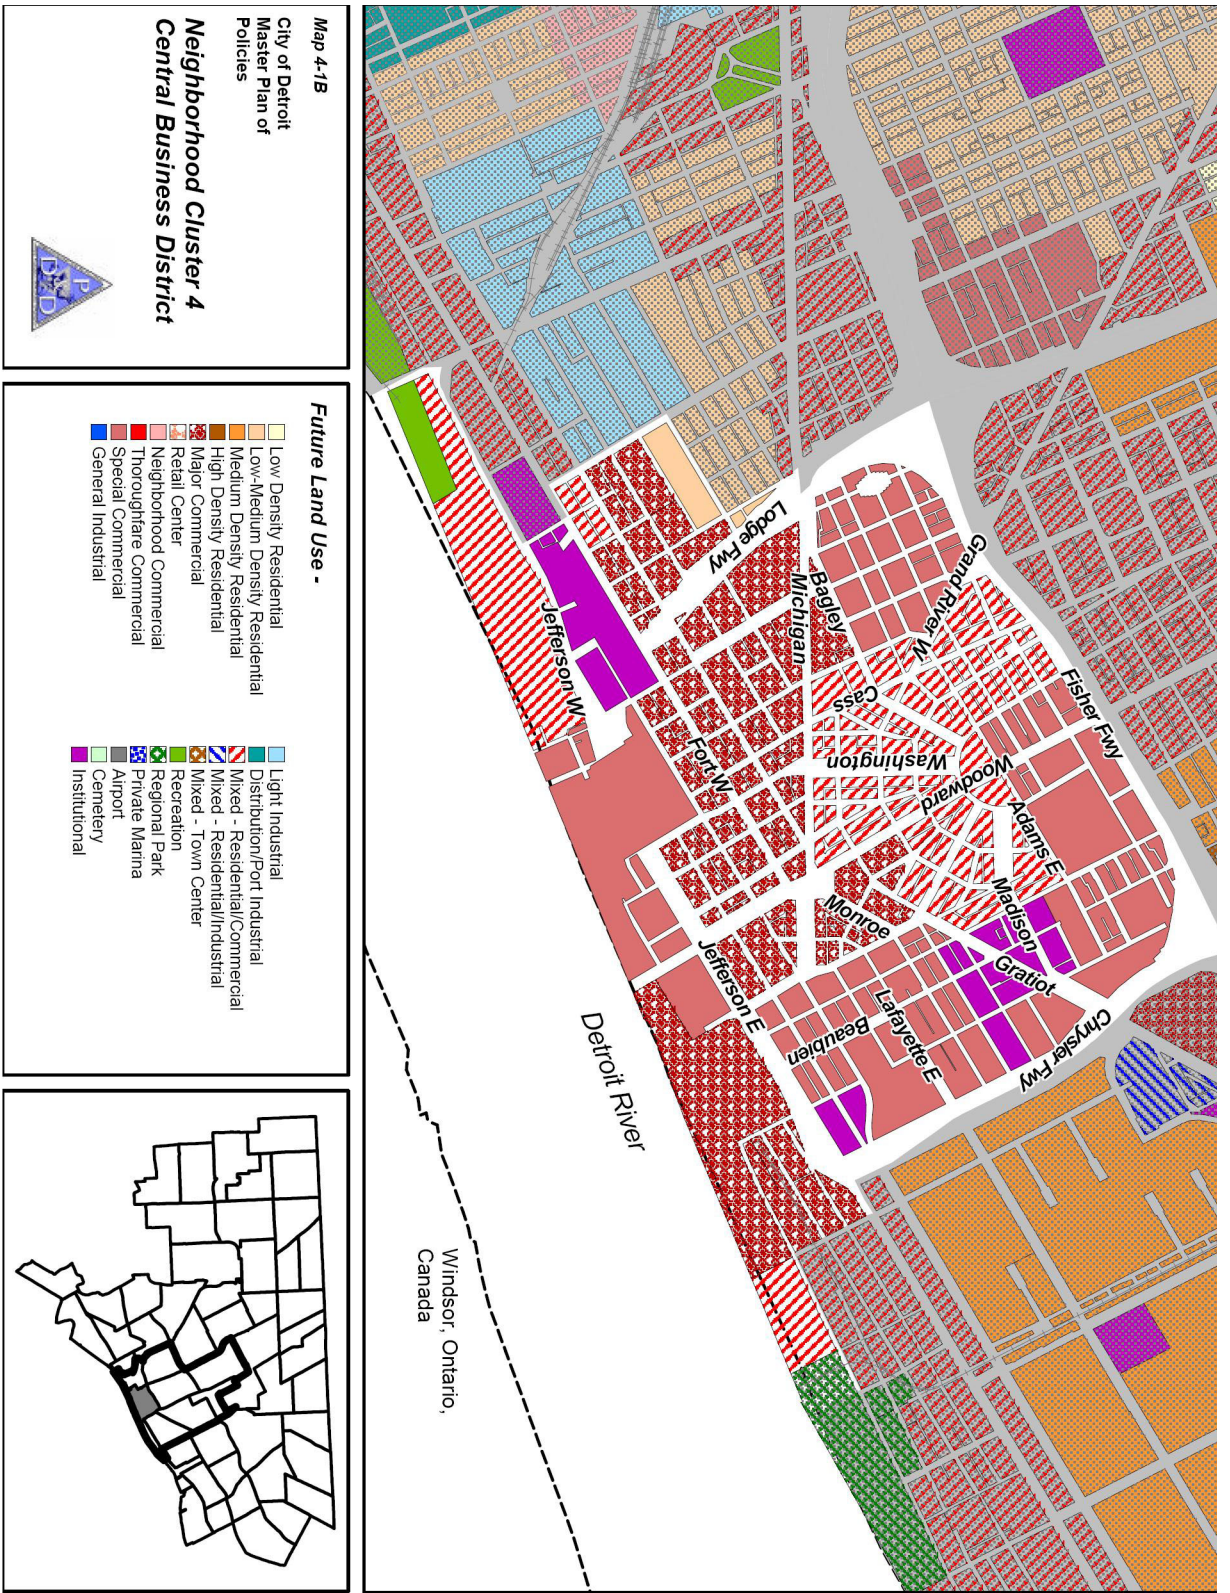 Map 4-1B
City of Detroit
Master Plan of
Policies
Neighborhood Cluster 4
Central Business District
P
D D
Future Land Use -
Low Density Residential
Low-Medium Density Residential
Medium Density Residential
High Density Residential
Major Commercial
Retail Center
Neighborhood Commercial
Thoroughfare Commercial
Special Commercial
General Industrial
Light Industrial
Distribution/Port Industrial
Mixed - Residential/Commercial
Mixed - Residential/Industrial
Mixed - Town Center
Recreation
Regional Park
Private Marina
Airport
Cemetery
Institutional
Fisher Fwy
Grand River W
Adams E
Woodward
Madison
Gratiot
Chrysler Fwy
Bagley
Michigan
Cass
Washington
Monroe
Lafayette E
Beaubien
Lodge Fwy
Fort W
Jefferson W
Jefferson E
Detroit River
Windsor, Ontario,
Canada